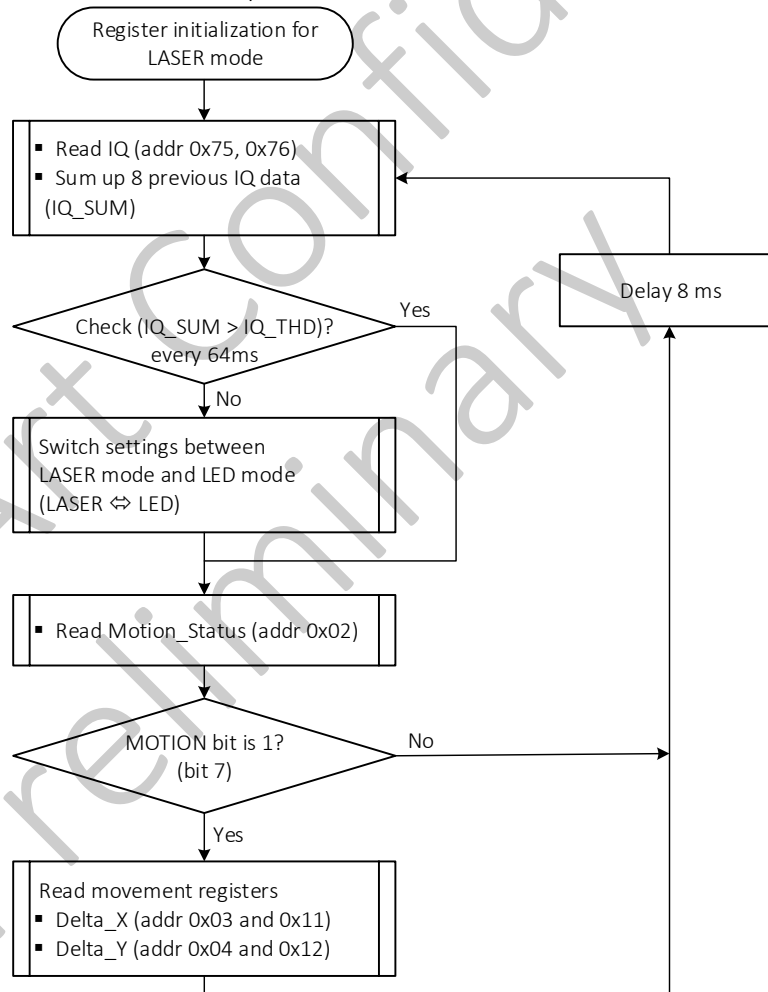 Register initialization for
LASER mode
▪ Read IQ (addr 0x75, 0x76)
▪ Sum up 8 previous IQ data
(IQ_SUM)
Delay 8 ms
Check (IQ_SUM > IQ_THD)?
every 64ms
Yes
No
Switch settings between
LASER mode and LED mode
(LASER ⇔ LED)
▪ Read Motion_Status (addr 0x02)
MOTION bit is 1?
(bit 7)
No
Yes
Read movement registers
▪ Delta_X (addr 0x03 and 0x11)
▪ Delta_Y (addr 0x04 and 0x12)
Art Confid
reliminary